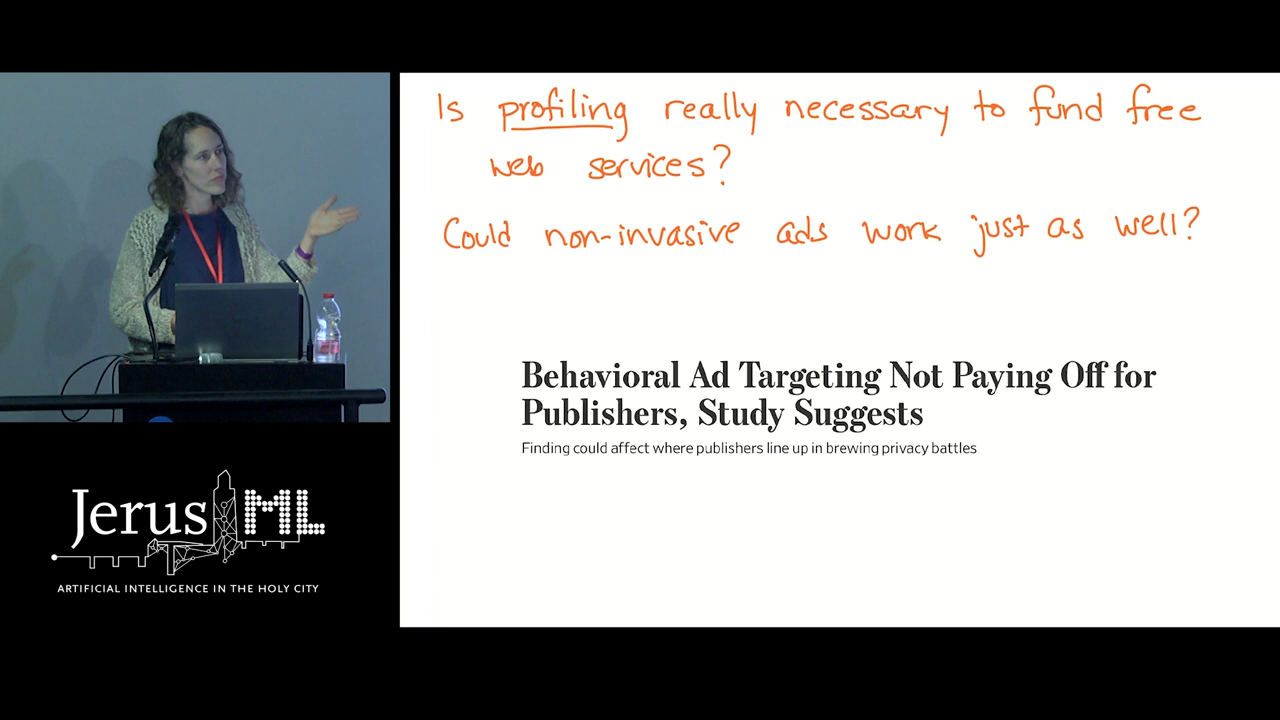 Is profiling really necessary to fund free
web services?
Could non-invasive ads work just as well?
Behavioral Ad Targeting Not Paying Off for
Publishers, Study Suggests
Finding could affect where publishers line up in brewing privacy battles
JerusML
ARTIFICIAL INTELLIGENCE IN THE HOLY CITY